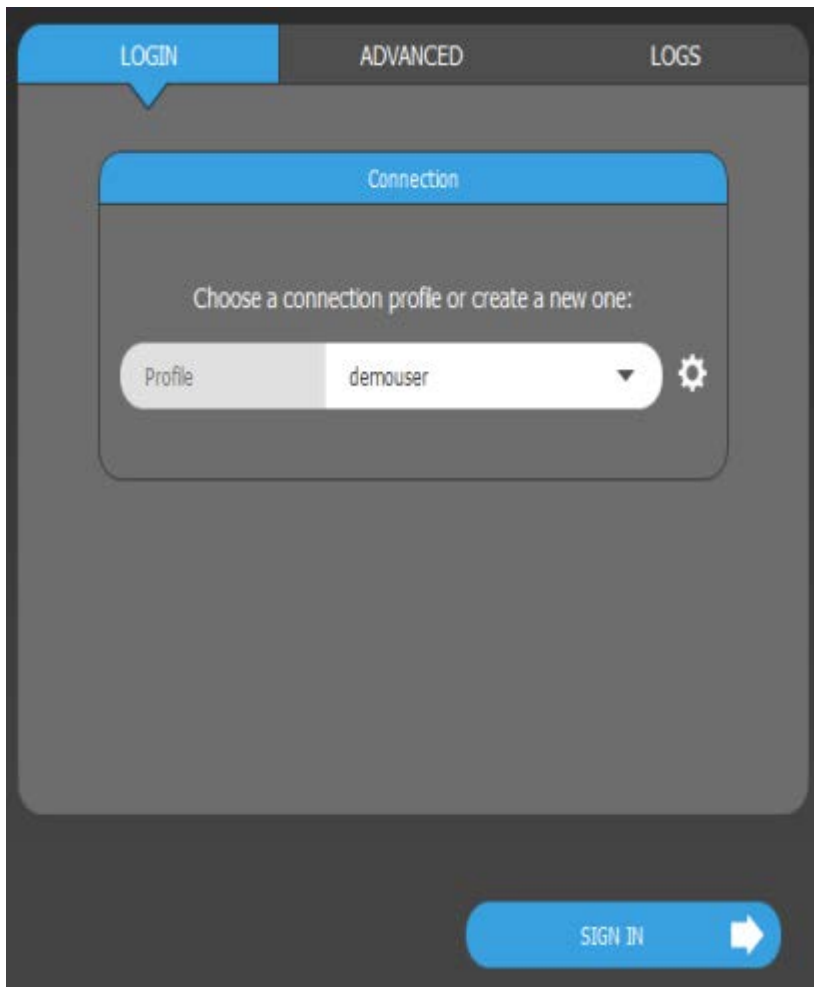 LOGIN ADVANCED LOGS
Connection
Choose a connection profile or create a new one:
Profile demouser
SIGN IN